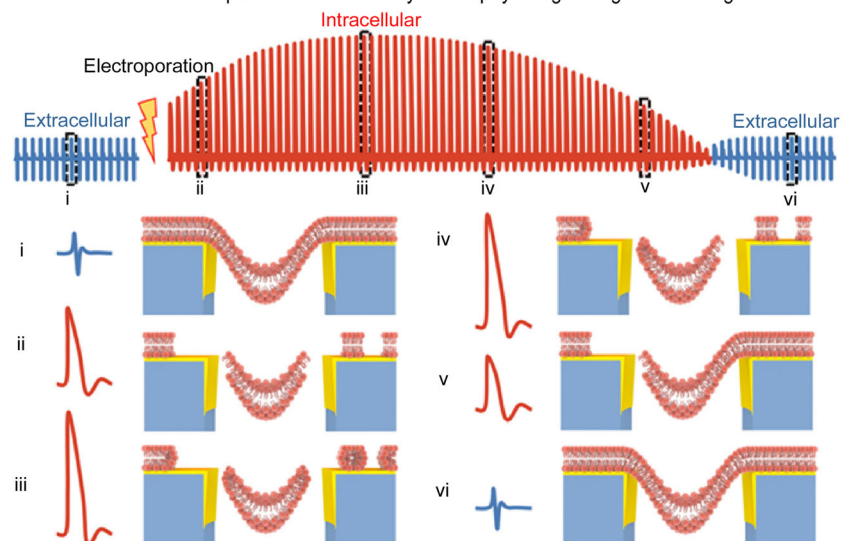 Intracellular
Electroporation
Extracellular
Extracellular
i
ii
iii
iv
v
vi
i
iv
ii
v
iii
vi